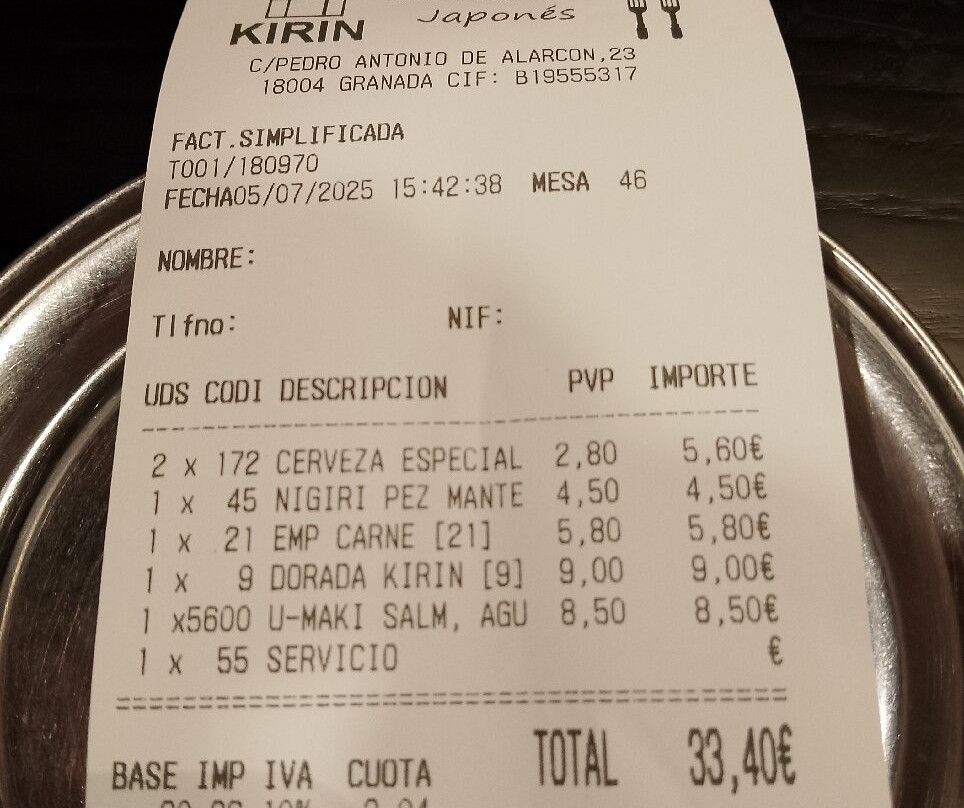 KIRIN Japonés
C/PEDRO ANTONIO DE ALARCON,23
18004 GRANADA CIF: B19555317
FACT.SIMPLIFICADA
T001/180970
FECHA05/07/2025 15:42:38 MESA 46
NOMBRE:
Tlfno: NIF:
UDS CODI DESCRIPCION PVP IMPORTE
2 x 172 CERVEZA ESPECIAL 2,80 5,60€
1 x 45 NIGIRI PEZ MANTE 4,50 4,50€
1 x 21 EMP CARNE [21] 5,80 5,80€
1 x 9 DORADA KIRIN [9] 9,00 9,00€
1 x5600 U-MAKI SALM, AGU 8,50 8,50€
1 x 55 SERVICIO €
TOTAL 33,40€
BASE IMP IVA CUOTA